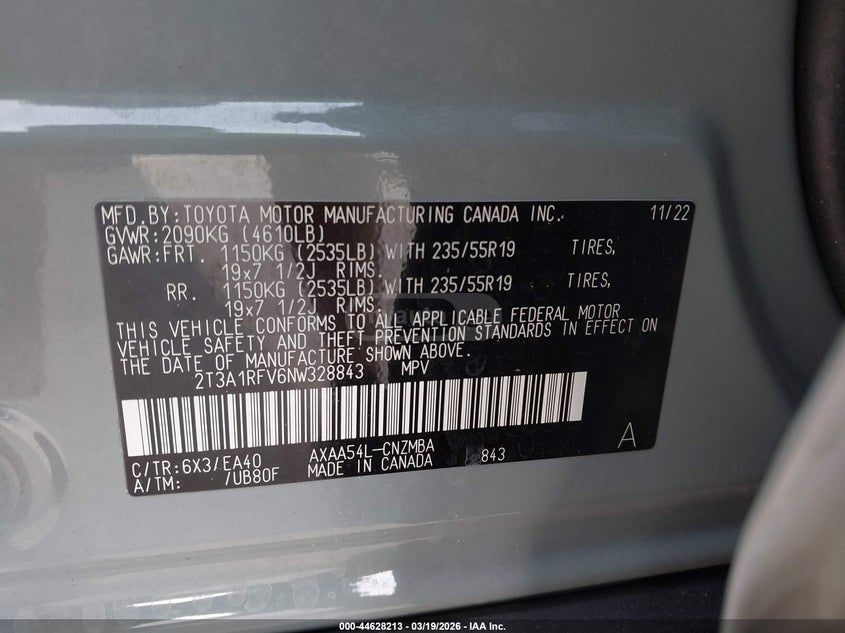 MFD.BY:TOYOTA MOTOR MANUFACTURING CANADA INC. 11/22
GVWR:2090KG (4610LB)
GAWR:FRT. 1150KG (2535LB) WITH 235/55R19 TIRES,
19x7 1/2J RIMS.
RR. 1150KG (2535LB) WITH 235/55R19 TIRES,
19x7 1/2J RIMS.
THIS VEHICLE CONFORMS TO ALL APPLICABLE FEDERAL MOTOR
VEHICLE SAFETY AND THEFT PREVENTION STANDARDS IN EFFECT ON
THE DATE OF MANUFACTURE SHOWN ABOVE.
2T3A1RFV6NW328843 MPV
C/TR:6X3/EA40 AXAA54L-CNZMBA 843 A
A/TM: /UB80F MADE IN CANADA
000-44628213 - 03/19/2026 - IAA Inc.